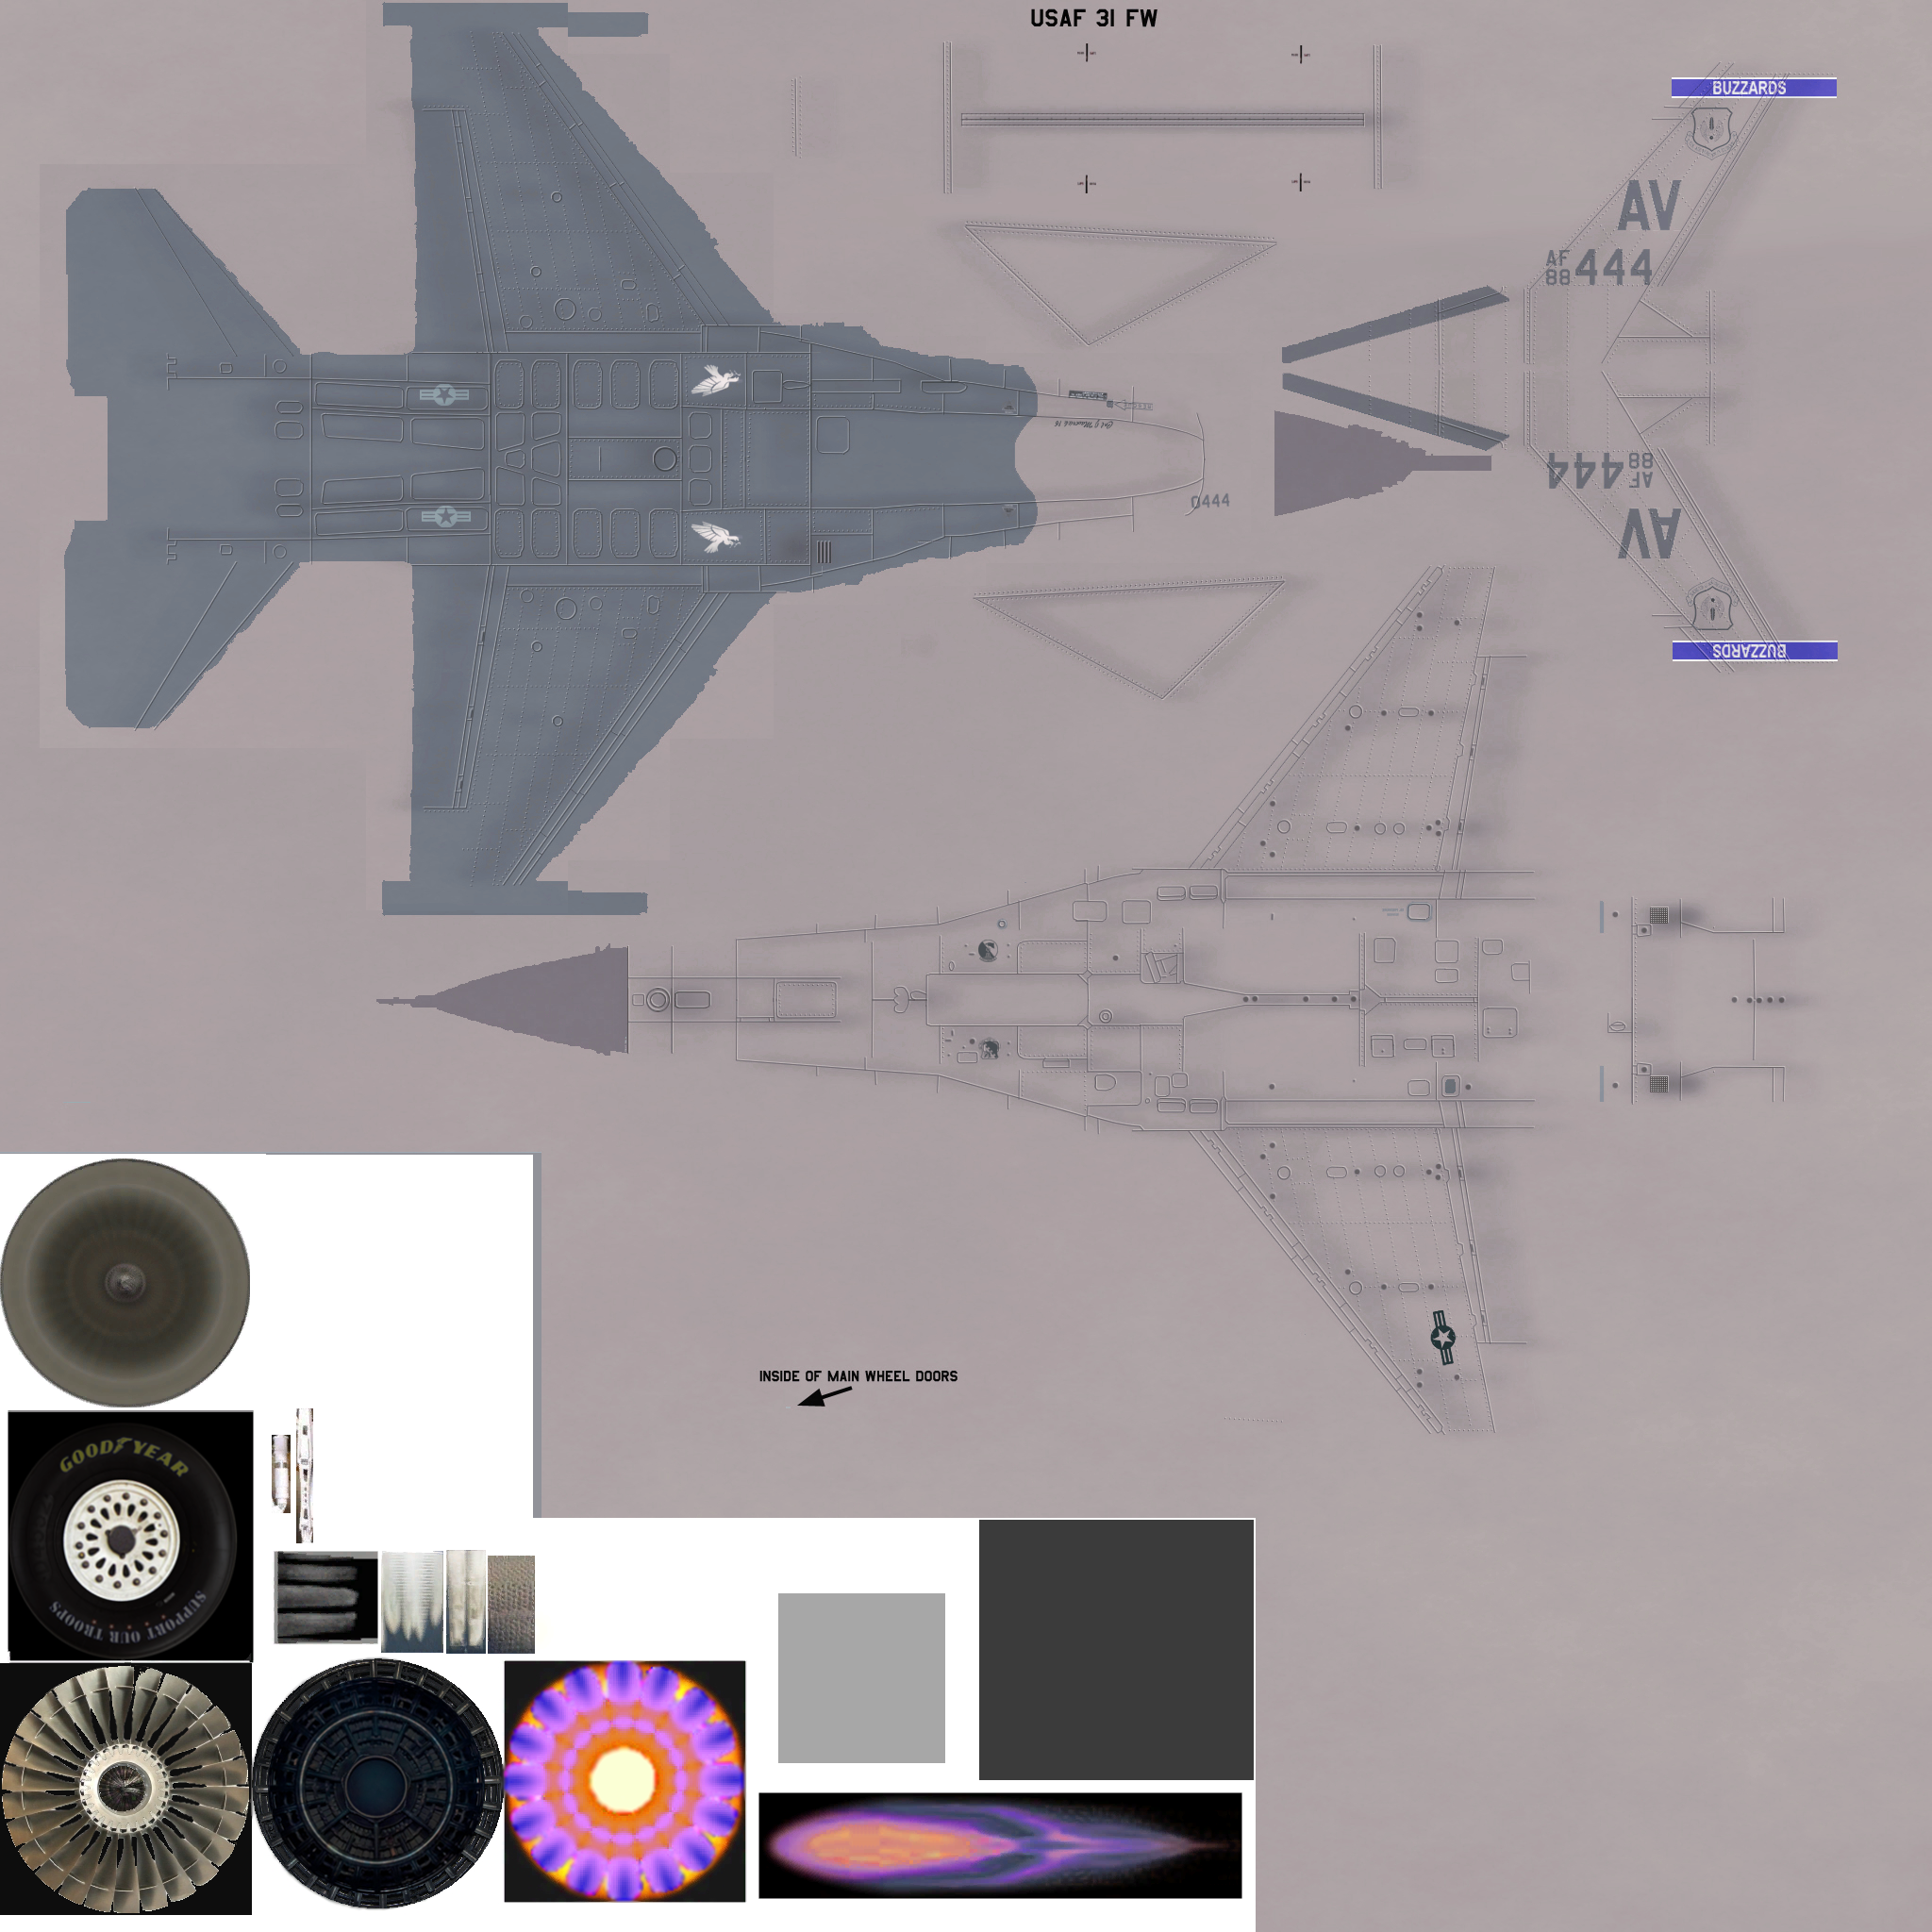 USAF 31 FW
BUZZARDS
AV
AF
88
444
0444
444
AF
88
AV
BUZZARDS
INSIDE OF MAIN WHEEL DOORS
GOODYEAR
SUPPORT OUR TROOPS